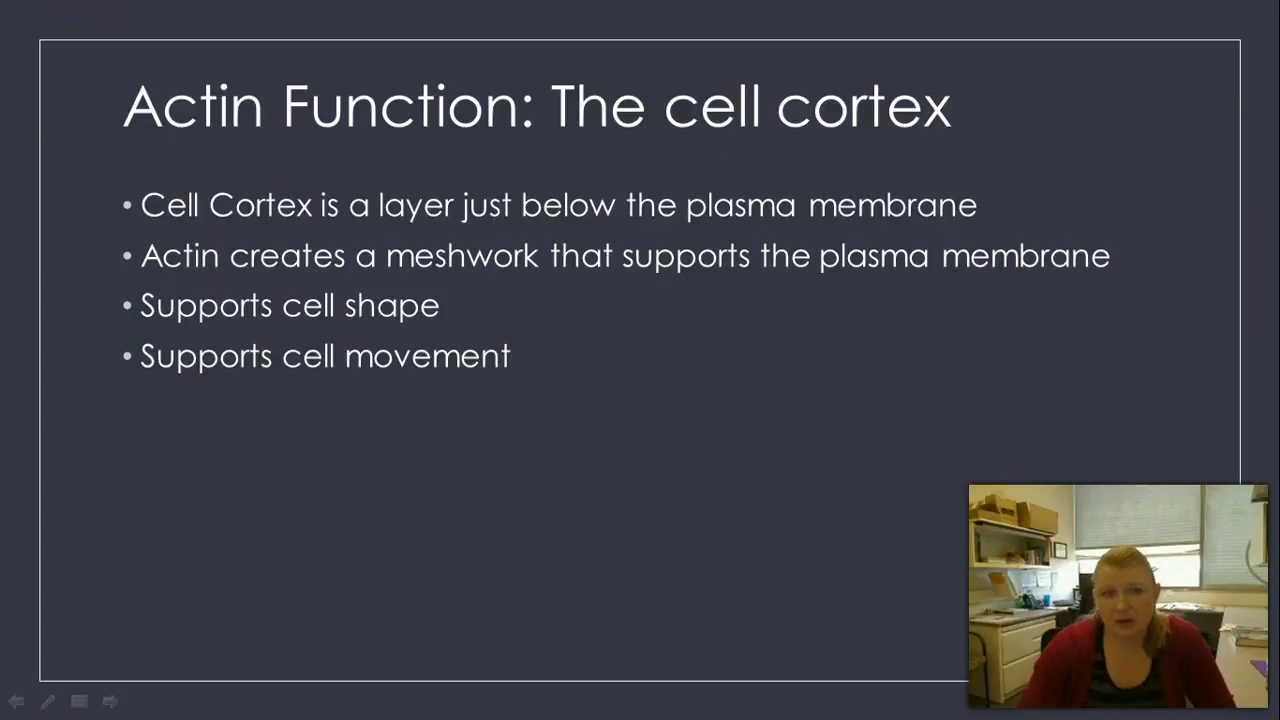 Actin Function: The cell cortex
• Cell Cortex is a layer just below the plasma membrane
• Actin creates a meshwork that supports the plasma membrane
• Supports cell shape
• Supports cell movement